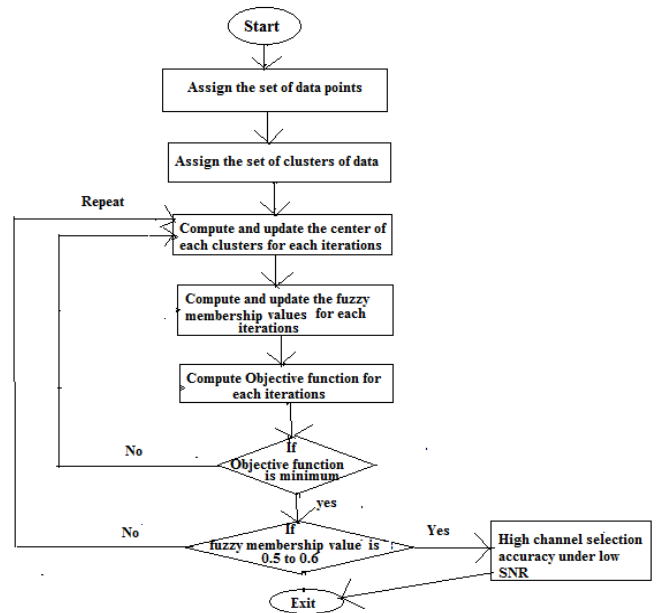 Start
Assign the set of data points
Assign the set of clusters of data
Repeat
Compute and update the center of
each clusters for each iterations
Compute and update the fuzzy
membership values for each
iterations
Compute Objective function for
each iterations
If
Objective function
is minimum
No
yes
If
fuzzy membership value is
0.5 to 0.6
No
Yes
High channel selection
accuracy under low
SNR
Exit